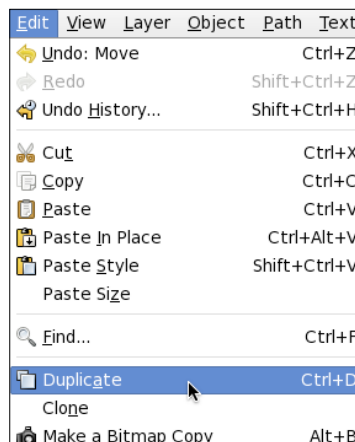 Edit View Layer Object Path Text
Undo: Move Ctrl+Z
Redo Shift+Ctrl+Z
Undo History... Shift+Ctrl+H
Cut Ctrl+X
Copy Ctrl+C
Paste Ctrl+V
Paste In Place Ctrl+Alt+V
Paste Style Shift+Ctrl+V
Paste Size
Find... Ctrl+F
Duplicate Ctrl+D
Clone
Make a Bitmap Copy Alt+B